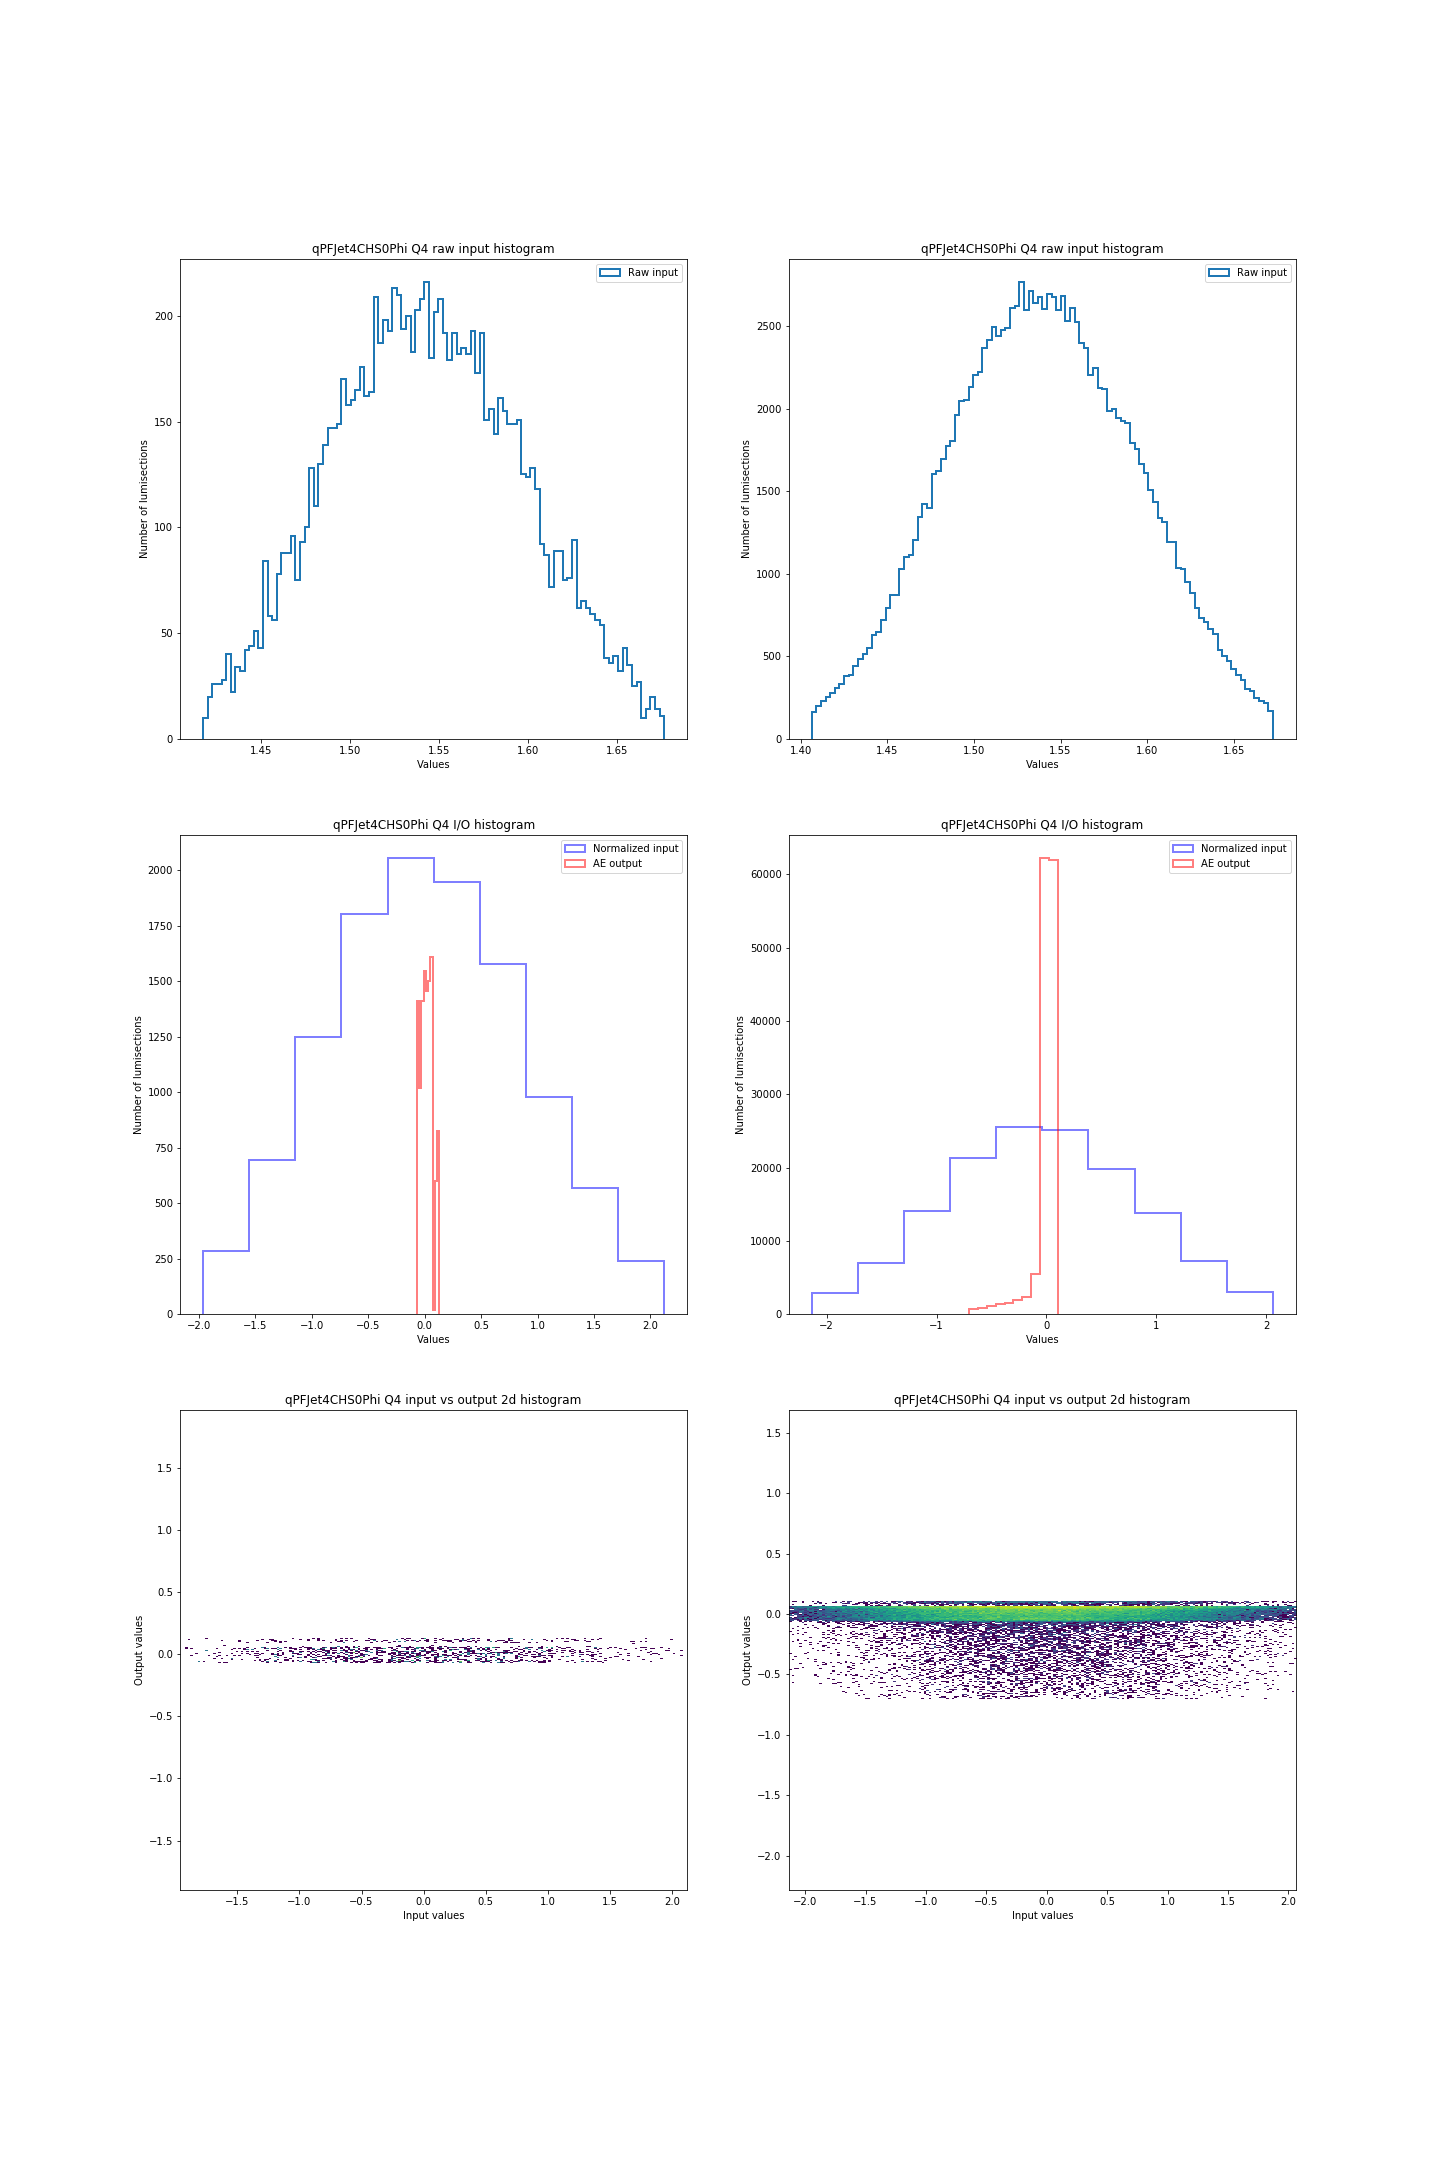 qPFJet4CHS0Phi Q4 raw input histogram
Raw input
200
150
100
50
0
1.45 1.50 1.55 1.60 1.65
Number of lumisections
Values
qPFJet4CHS0Phi Q4 raw input histogram
Raw input
2500
2000
1500
1000
500
0
1.40 1.45 1.50 1.55 1.60 1.65
Number of lumisections
Values
qPFJet4CHS0Phi Q4 I/O histogram
Normalized input
AE output
2000
1750
1500
1250
1000
750
500
250
0
−2.0 −1.5 −1.0 −0.5 0.0 0.5 1.0 1.5 2.0
Number of lumisections
Values
qPFJet4CHS0Phi Q4 I/O histogram
Normalized input
AE output
60000
50000
40000
30000
20000
10000
0
−2 −1 0 1 2
Number of lumisections
Values
qPFJet4CHS0Phi Q4 input vs output 2d histogram
1.5
1.0
0.5
0.0
−0.5
−1.0
−1.5
−1.5 −1.0 −0.5 0.0 0.5 1.0 1.5 2.0
Output values
Input values
qPFJet4CHS0Phi Q4 input vs output 2d histogram
1.5
1.0
0.5
0.0
−0.5
−1.0
−1.5
−2.0
−2.0 −1.5 −1.0 −0.5 0.0 0.5 1.0 1.5 2.0
Output values
Input values